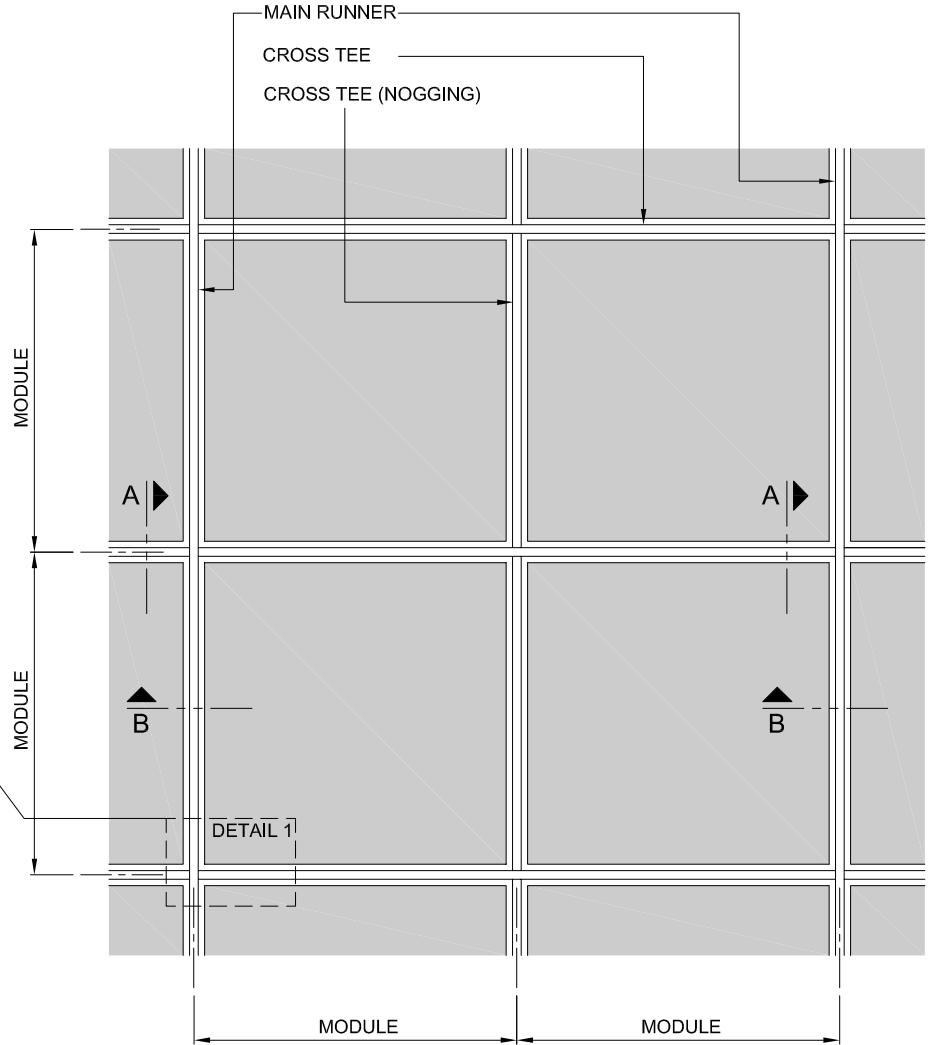 MAIN RUNNER
CROSS TEE
CROSS TEE (NOGGING)
MODULE
A
A
MODULE
B
B
DETAIL 1
MODULE
MODULE